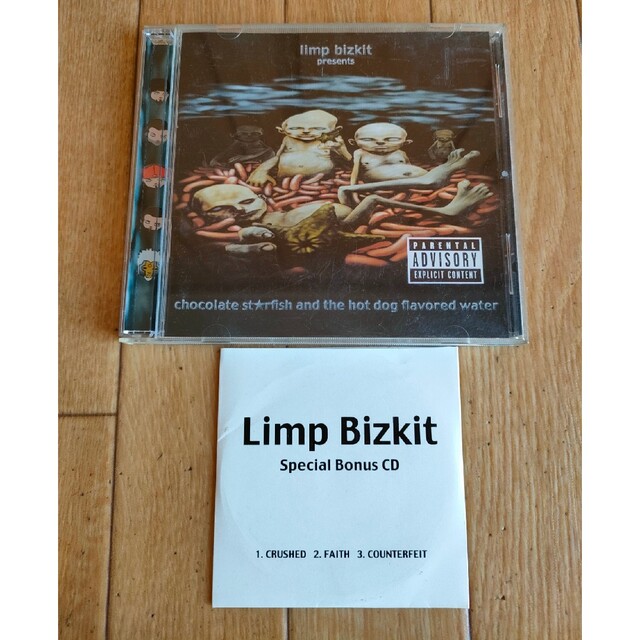 limp bizkit
presents
PARENTAL
ADVISORY
EXPLICIT CONTENT
chocolate st★rfish and the hot dog flavored water
Limp Bizkit
Special Bonus CD
1. CRUSHED 2. FAITH 3. COUNTERFEIT